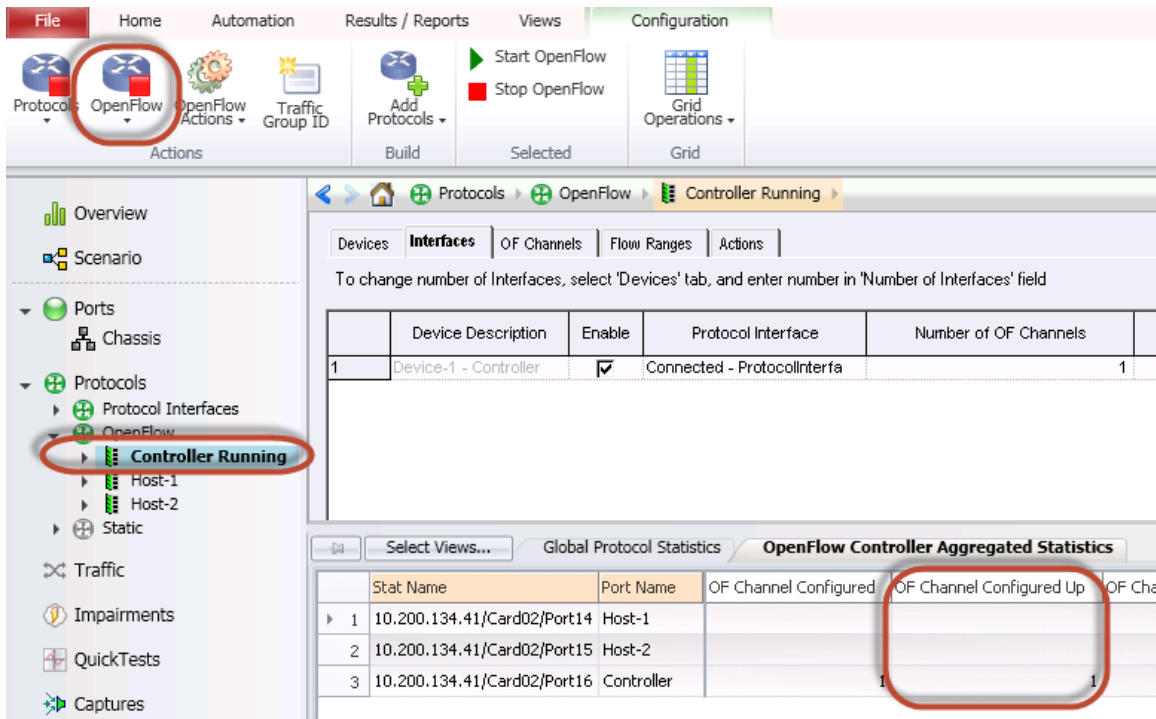 File Home Automation Results / Reports Views Configuration
Protocols OpenFlow OpenFlow Actions Traffic Group ID
Add Protocols
Start OpenFlow
Stop OpenFlow
Grid Operations
Actions Build Selected Grid
Overview
Scenario
Ports
Chassis
Protocols
Protocol Interfaces
OpenFlow
Controller Running
Host-1
Host-2
Static
Traffic
Impairments
QuickTests
Captures
Protocols OpenFlow Controller Running
Devices Interfaces OF Channels Flow Ranges Actions
To change number of Interfaces, select 'Devices' tab, and enter number in 'Number of Interfaces' field
Device Description Enable Protocol Interface Number of OF Channels
1 Device-1 - Controller Connected - ProtocolInterfa 1
Select Views... Global Protocol Statistics OpenFlow Controller Aggregated Statistics
Stat Name Port Name OF Channel Configured OF Channel Configured Up OF Cha
1 10.200.134.41/Card02/Port14 Host-1
2 10.200.134.41/Card02/Port15 Host-2
3 10.200.134.41/Card02/Port16 Controller 1 1